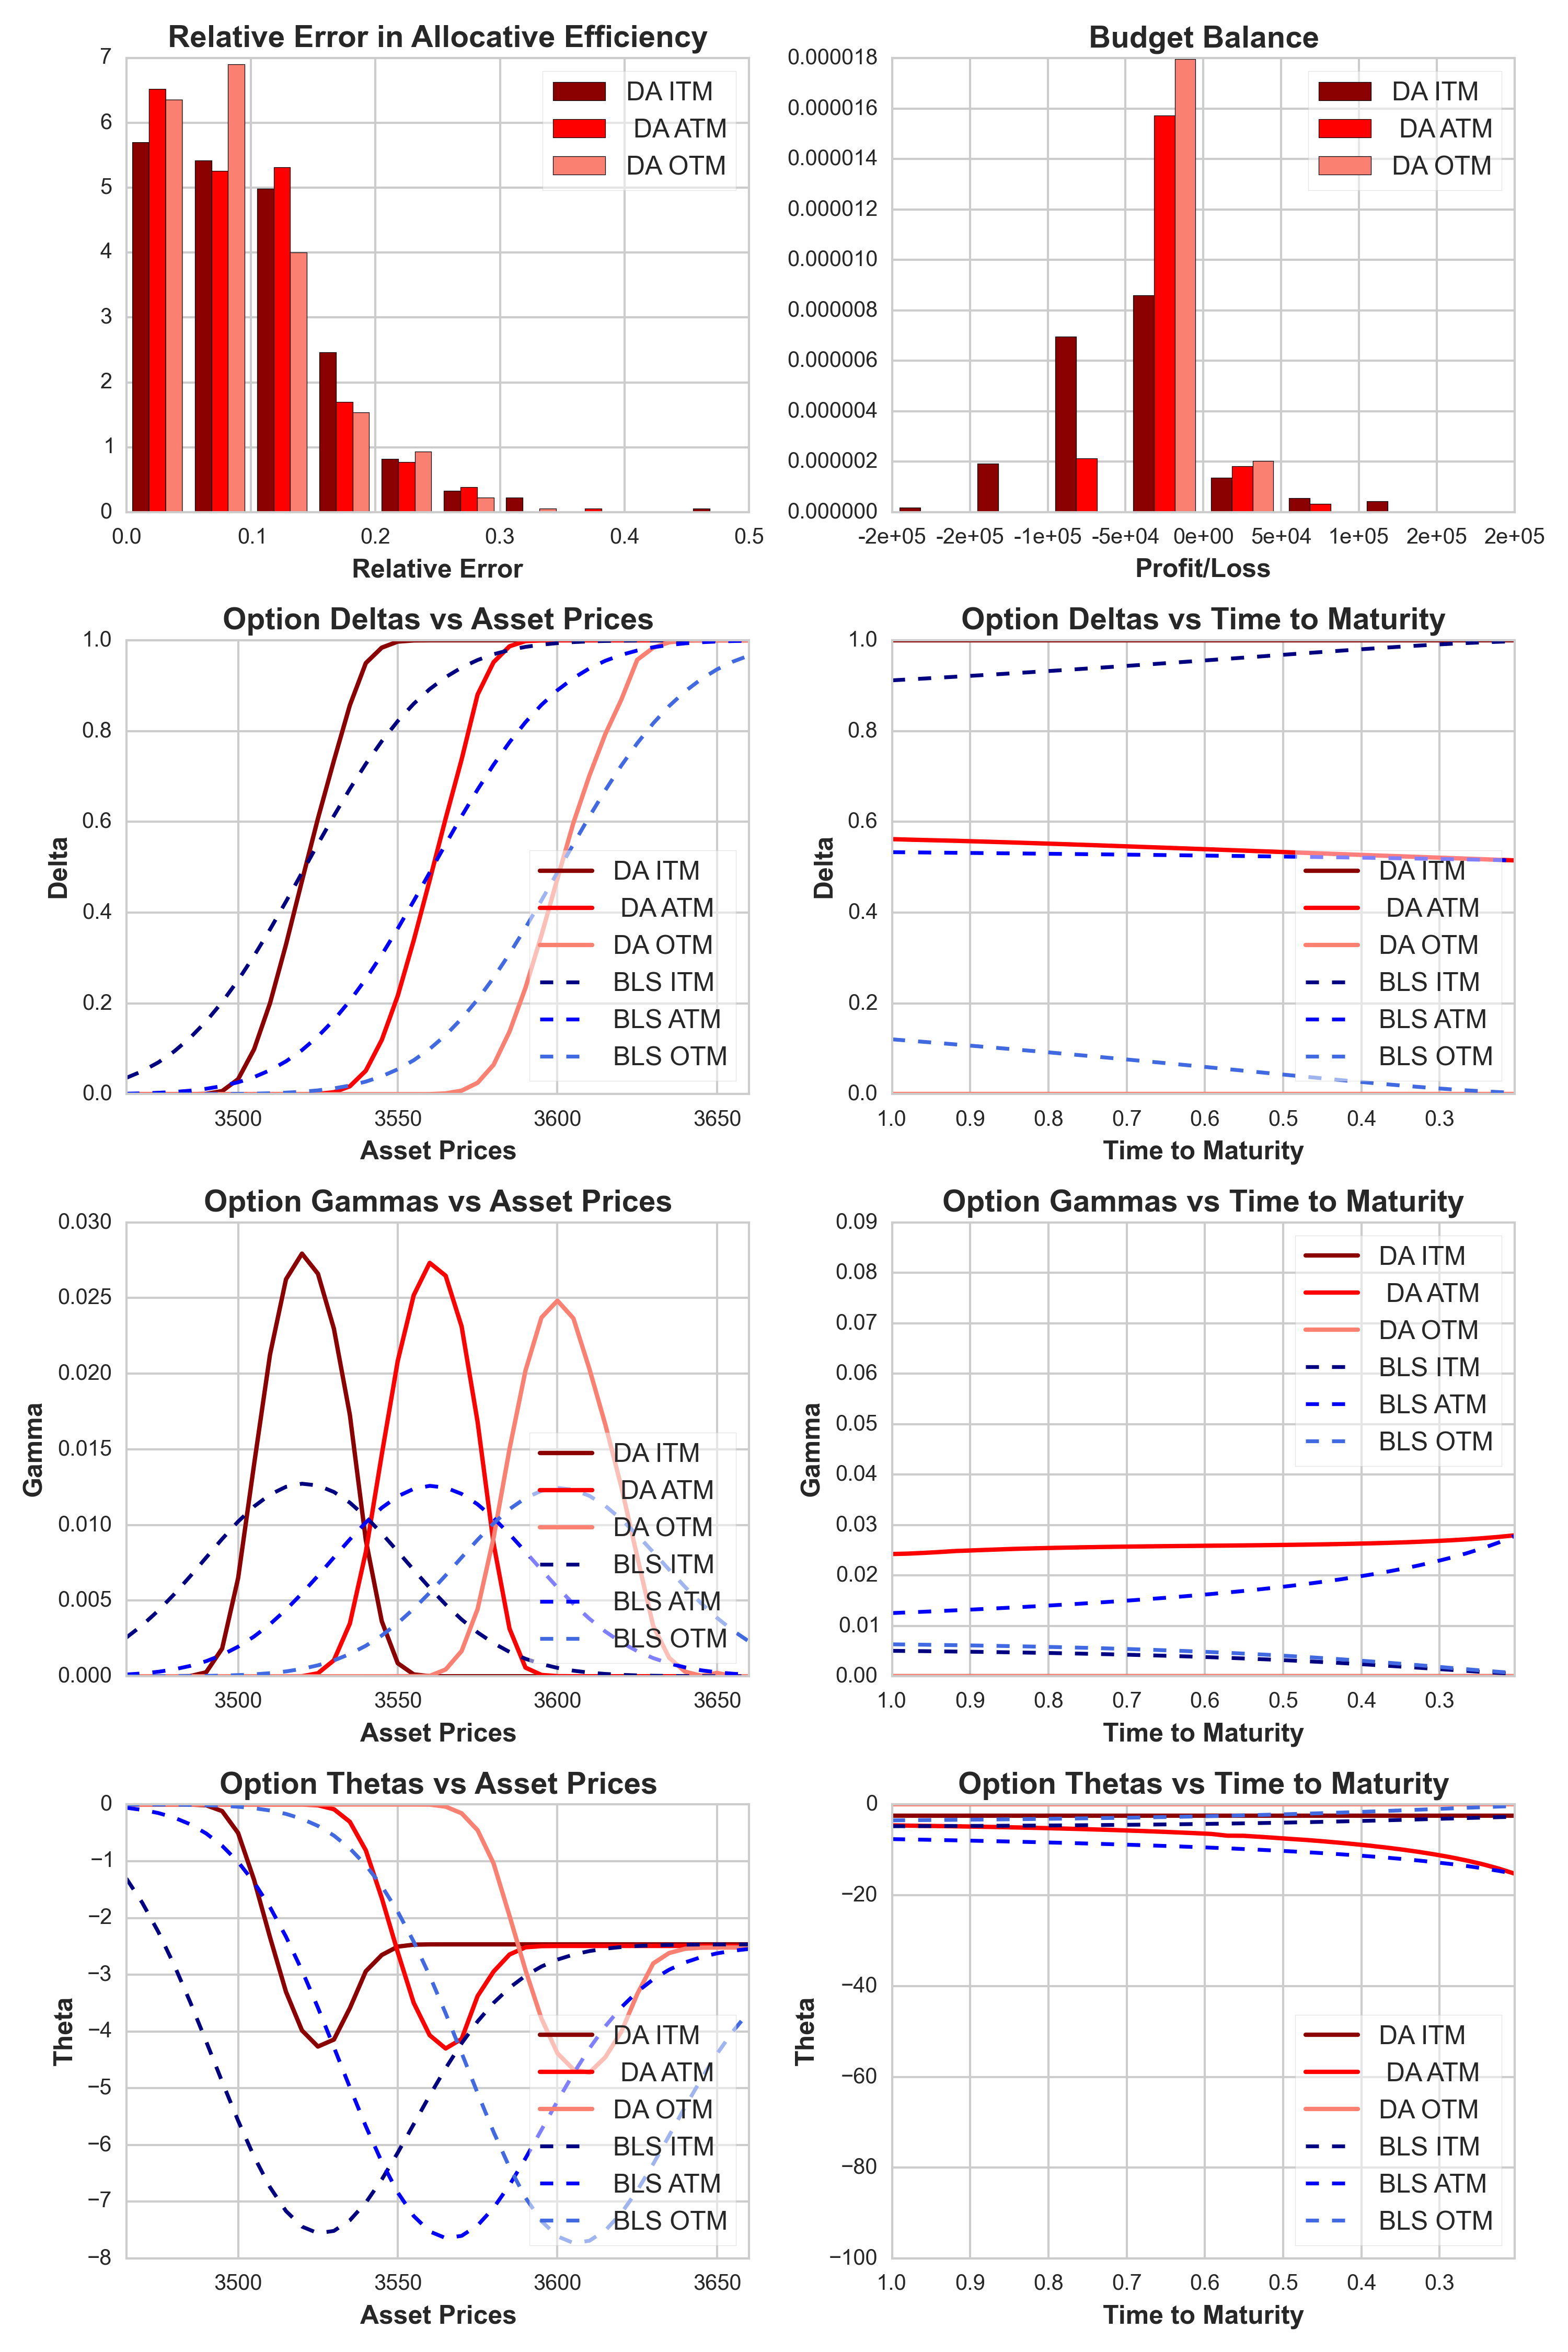 Relative Error in Allocative Efficiency
7
6
5
4
3
2
1
0
0.0 0.1 0.2 0.3 0.4 0.5
Relative Error
DA ITM
DA ATM
DA OTM
Budget Balance
0.000018
0.000016
0.000014
0.000012
0.000010
0.000008
0.000006
0.000004
0.000002
0.000000
-2e+05 -2e+05 -1e+05 -5e+04 0e+00 5e+04 1e+05 2e+05 2e+05
Profit/Loss
DA ITM
DA ATM
DA OTM
Option Deltas vs Asset Prices
1.0
0.8
0.6
0.4
0.2
0.0
Delta
3500 3550 3600 3650
Asset Prices
DA ITM
DA ATM
DA OTM
BLS ITM
BLS ATM
BLS OTM
Option Deltas vs Time to Maturity
1.0
0.8
0.6
0.4
0.2
0.0
Delta
1.0 0.9 0.8 0.7 0.6 0.5 0.4 0.3
Time to Maturity
DA ITM
DA ATM
DA OTM
BLS ITM
BLS ATM
BLS OTM
Option Gammas vs Asset Prices
0.030
0.025
0.020
0.015
0.010
0.005
0.000
Gamma
3500 3550 3600 3650
Asset Prices
DA ITM
DA ATM
DA OTM
BLS ITM
BLS ATM
BLS OTM
Option Gammas vs Time to Maturity
0.09
0.08
0.07
0.06
0.05
0.04
0.03
0.02
0.01
0.00
Gamma
1.0 0.9 0.8 0.7 0.6 0.5 0.4 0.3
Time to Maturity
DA ITM
DA ATM
DA OTM
BLS ITM
BLS ATM
BLS OTM
Option Thetas vs Asset Prices
0
−1
−2
−3
−4
−5
−6
−7
−8
Theta
3500 3550 3600 3650
Asset Prices
DA ITM
DA ATM
DA OTM
BLS ITM
BLS ATM
BLS OTM
Option Thetas vs Time to Maturity
0
−20
−40
−60
−80
−100
Theta
1.0 0.9 0.8 0.7 0.6 0.5 0.4 0.3
Time to Maturity
DA ITM
DA ATM
DA OTM
BLS ITM
BLS ATM
BLS OTM